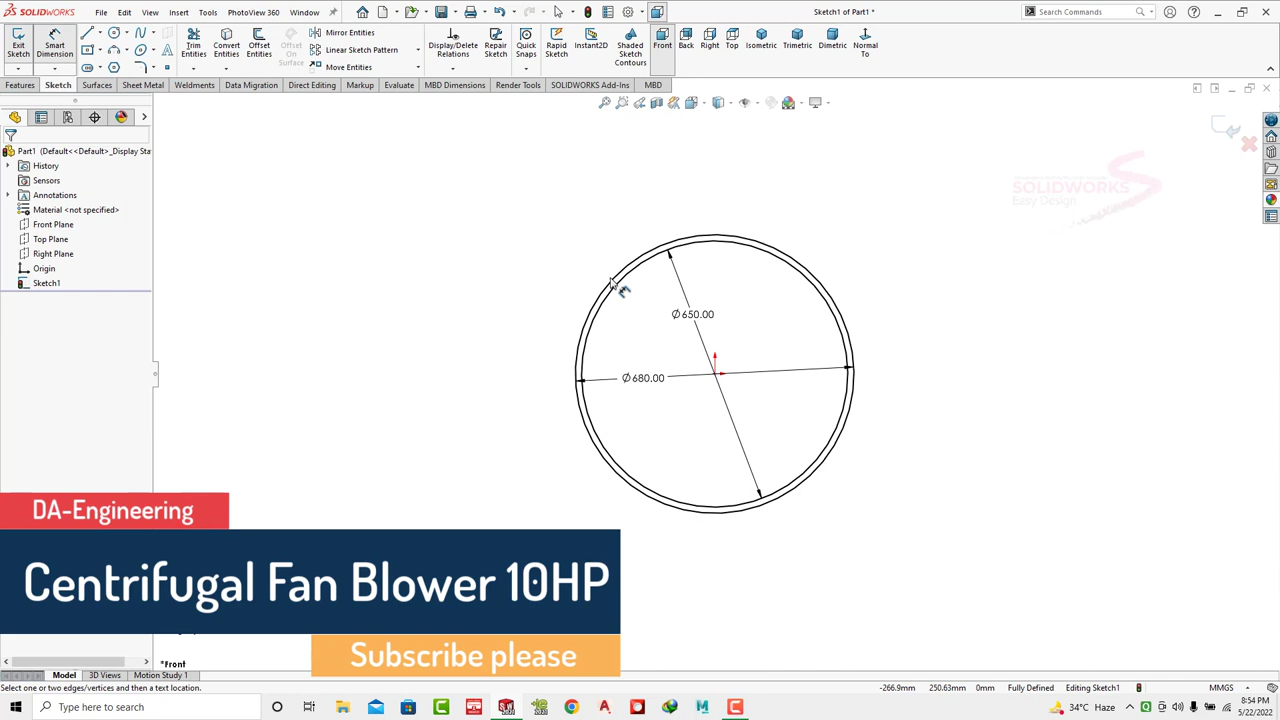 SOLIDWORKS
File
Edit
View
Insert
Tools
PhotoView 360
Window
Sketch1 of Part1 *
Search Commands
Exit Sketch
Smart Dimension
Trim Entities
Convert Entities
Offset Entities
Offset On Surface
Mirror Entities
Linear Sketch Pattern
Move Entities
Display/Delete Relations
Repair Sketch
Quick Snaps
Rapid Sketch
Instant2D
Shaded Sketch Contours
Front
Back
Right
Top
Isometric
Trimetric
Dimetric
Normal To
Features
Sketch
Surfaces
Sheet Metal
Weldments
Data Migration
Direct Editing
Markup
Evaluate
MBD Dimensions
Render Tools
SOLIDWORKS Add-Ins
MBD
Part1 (Default<<Default>_Display Sta
History
Sensors
Annotations
Material <not specified>
Front Plane
Top Plane
Right Plane
Origin
Sketch1
SOLIDWORKS
Easy Design
Ø650.00
Ø680.00
DA-Engineering
Centrifugal Fan Blower 10HP
Subscribe please
*Front
Model
3D Views
Motion Study 1
Select one or two edges/vertices and then a text location.
-266.9mm
250.63mm
0mm
Fully Defined
Editing Sketch1
MMGS
Type here to search
34°C Haze
8:54 PM
5/22/2022